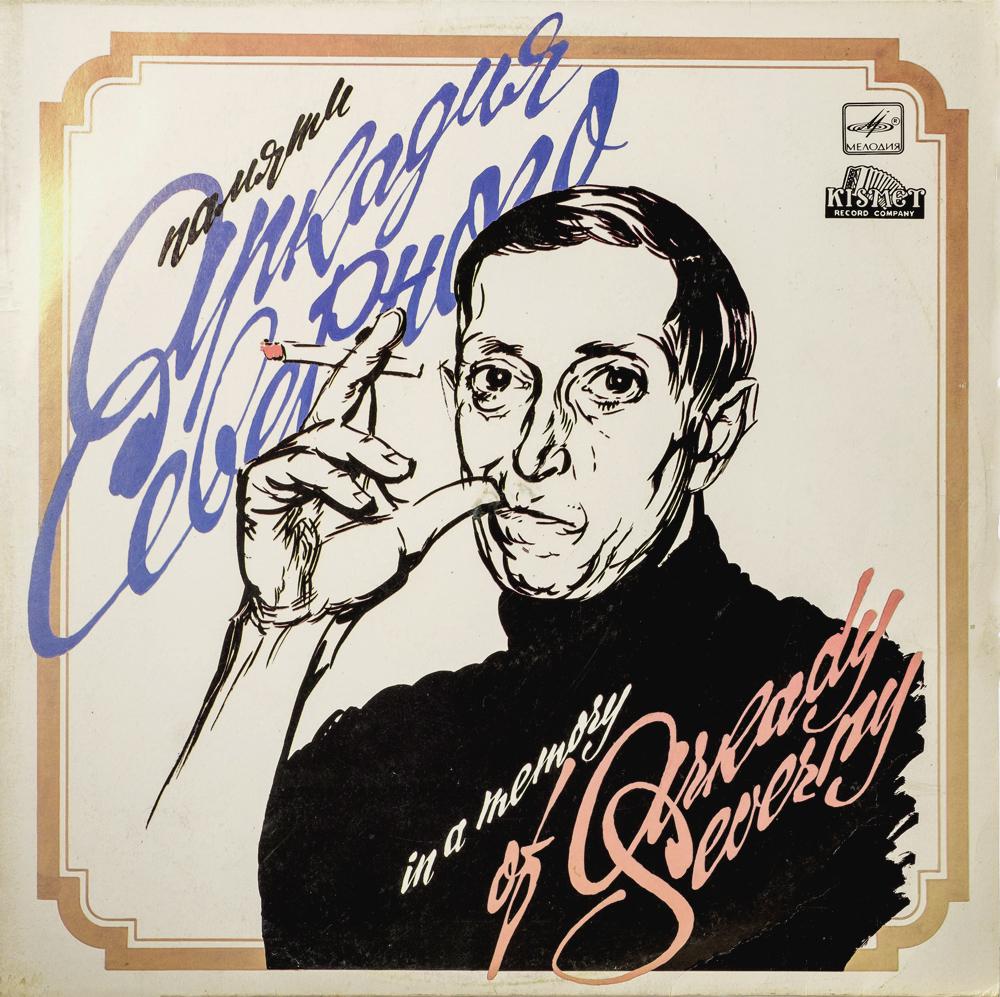 памяти
Аркадия
Северного
МЕЛОДИЯ
KISMET
RECORD COMPANY
in a memory
of Arkady
Severny